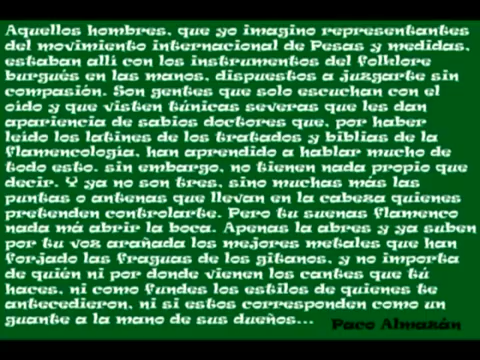 Aquellos hombres, que yo imagino representantes
del movimiento internacional de Pesas y medidas,
estaban allí con los instrumentos del folklore
burgués en las manos, dispuestos a juzgarte sin
compasión. Son gentes que solo escuchan con el
oído y que visten túnicas severas que les dan
apariencia de sabios doctores que, por haber
leído los latines de los tratados y biblias de la
flamencología, han aprendido a hablar mucho de
todo esto. sin embargo, no tienen nada propio que
decir. Y ya no son tres, sino muchas más las
puntas o antenas que llevan en la cabeza quienes
pretenden controlarte. Pero tu suenas flamenco
nada má abrir la boca. Apenas la abres y ya suben
por tu voz arañada los mejores metales que han
forjado las fraguas de los gitanos, y no importa
de quién ni por donde vienen los cantes que tú
haces, ni como fundes los estilos de quienes te
antecedieron, ni si estos corresponden como un
guante a la mano de sus dueños... Paco Almazán